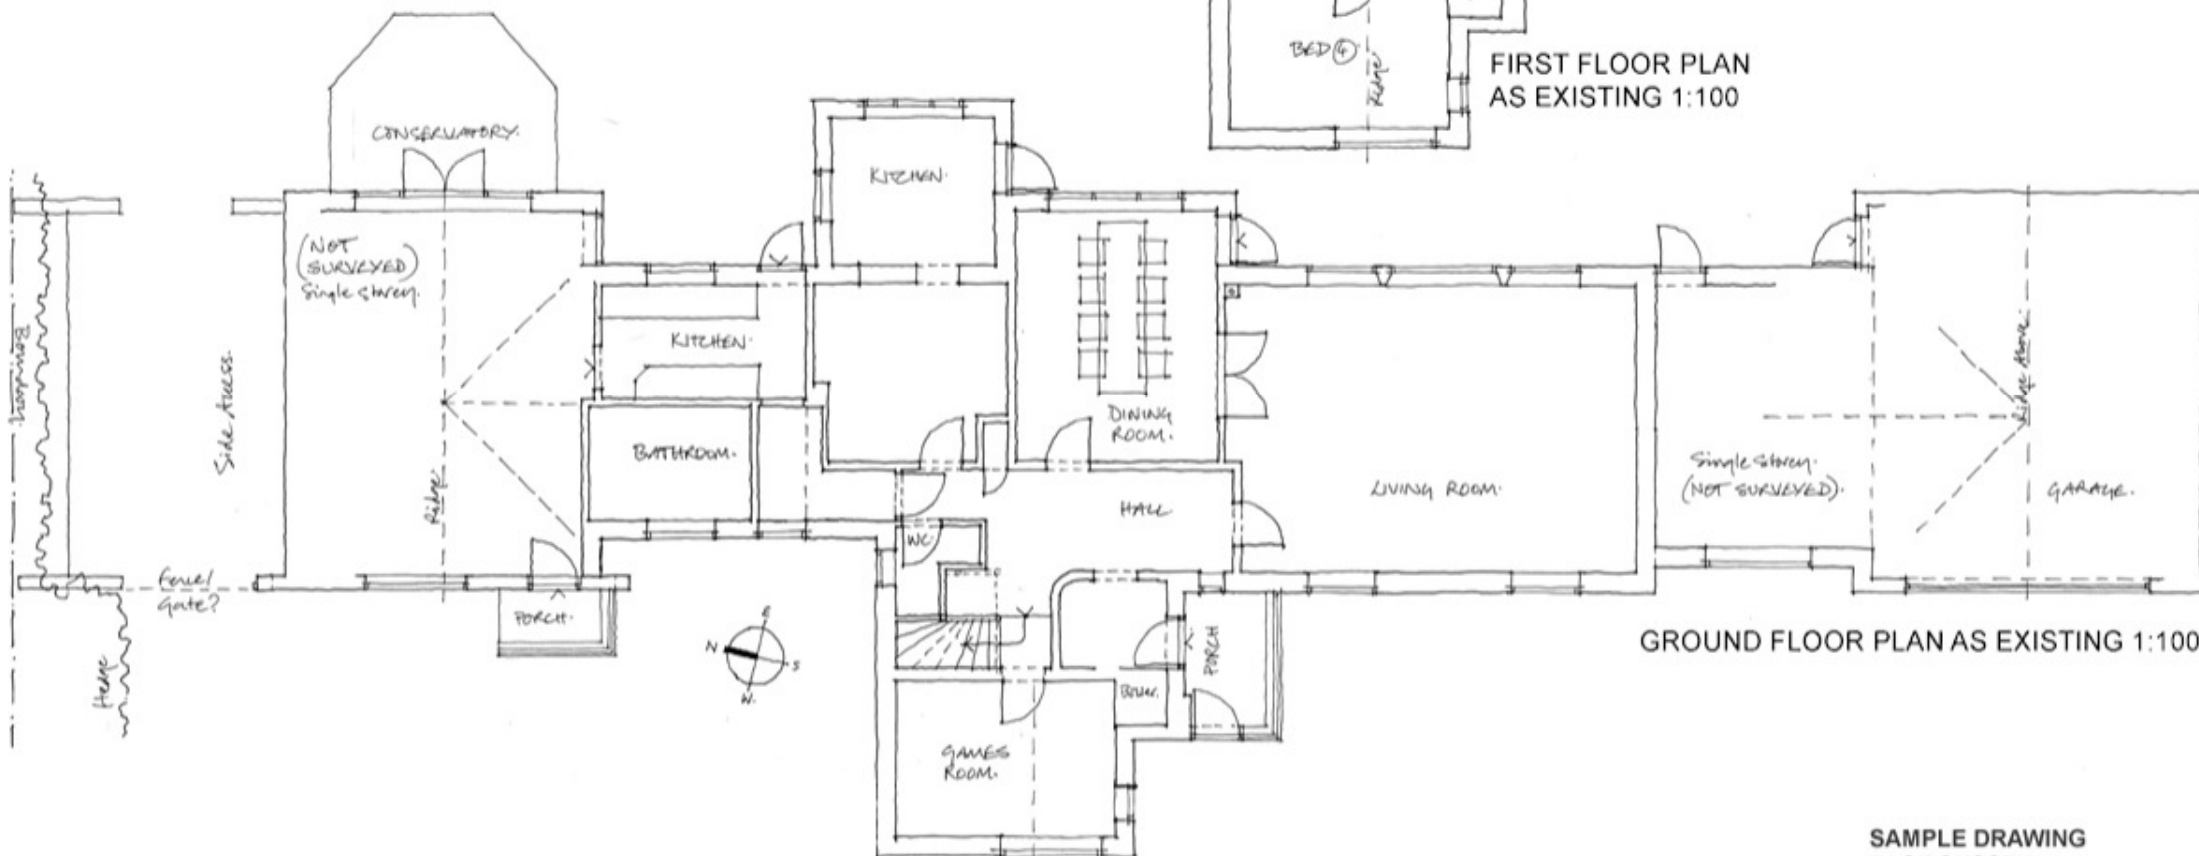 BED ④
Ridge
FIRST FLOOR PLAN
AS EXISTING 1:100
CONSERVATORY.
KITCHEN.
(NOT
SURVEYED)
Single storey.
Boundary.
Side Access.
Ridge
KITCHEN.
BATHROOM.
DINING
ROOM.
HALL
WC
LIVING ROOM.
Single storey.
(NOT SURVEYED).
Ridge Above.
GARAGE.
Fence/
Gate?
Hedge
PORCH.
N
E
S
W.
PORCH
Boiler.
GAMES
ROOM.
GROUND FLOOR PLAN AS EXISTING 1:100
SAMPLE DRAWING